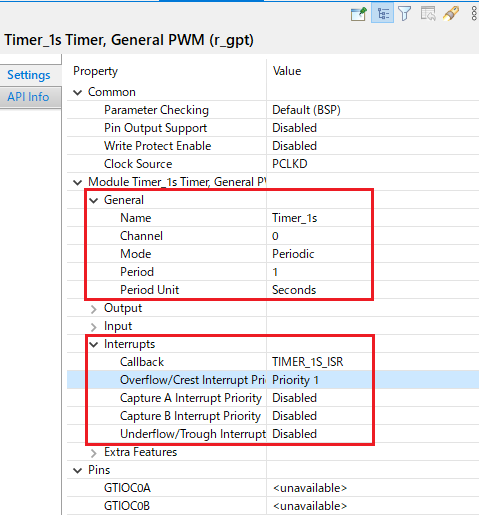 Timer_1s Timer, General PWM (r_gpt)
Settings
API Info
Property Value
Common
Parameter Checking Default (BSP)
Pin Output Support Disabled
Write Protect Enable Disabled
Clock Source PCLKD
Module Timer_1s Timer, General PW
General
Name Timer_1s
Channel 0
Mode Periodic
Period 1
Period Unit Seconds
Output
Input
Interrupts
Callback TIMER_1S_ISR
Overflow/Crest Interrupt Pri Priority 1
Capture A Interrupt Priority Disabled
Capture B Interrupt Priority Disabled
Underflow/Trough Interrupt Disabled
Extra Features
Pins
GTIOC0A <unavailable>
GTIOC0B <unavailable>